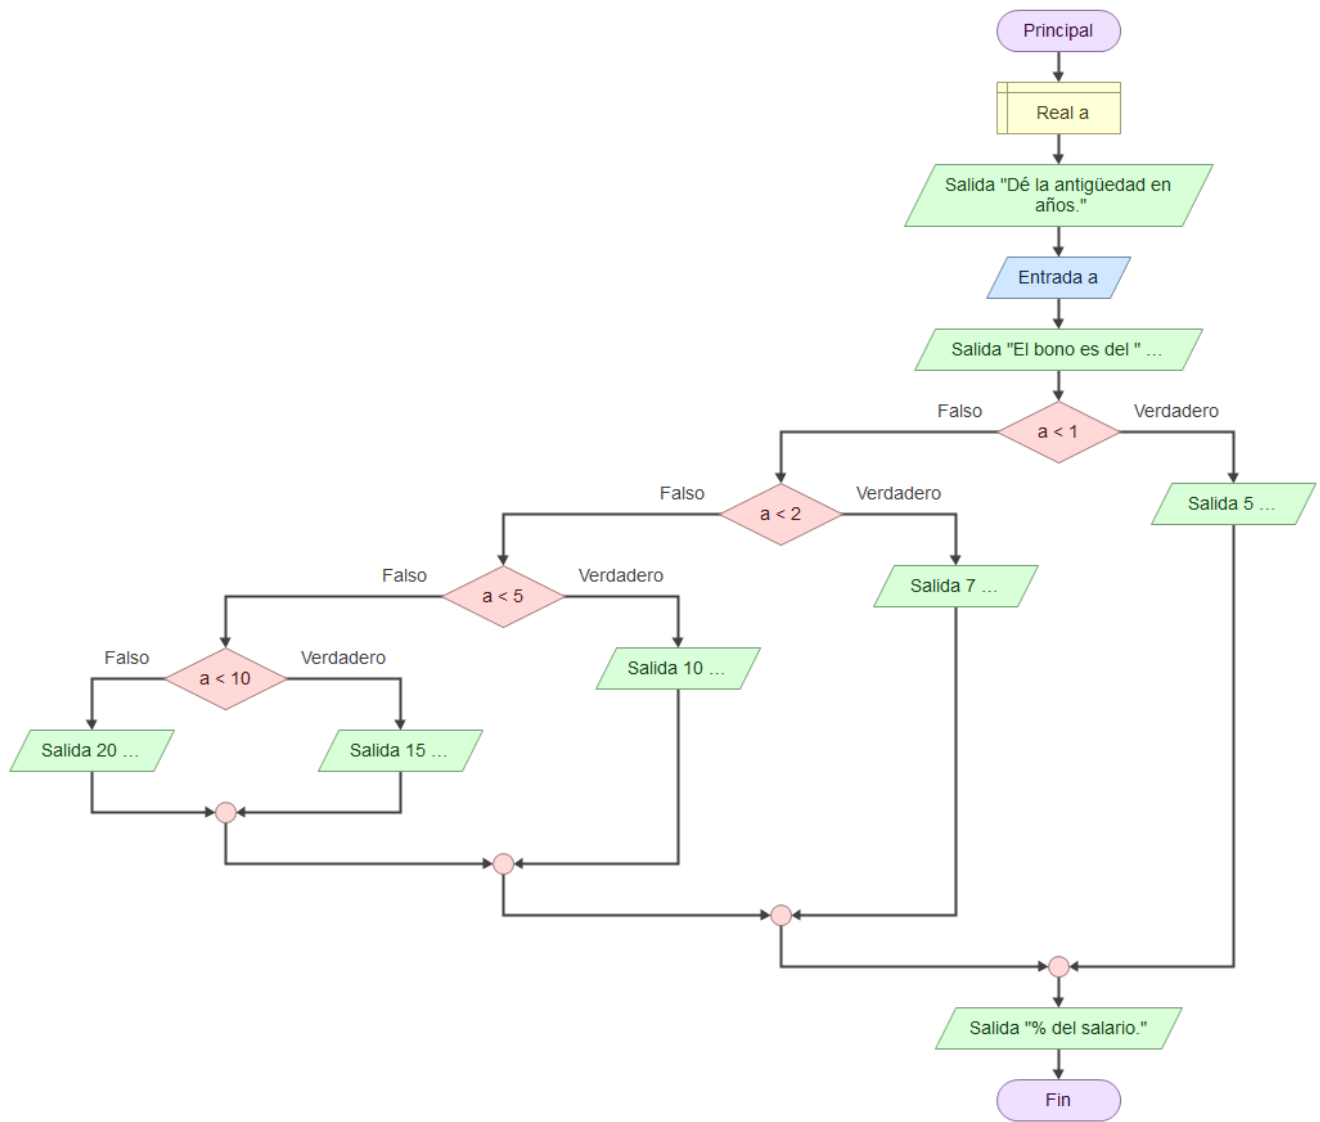 Principal
Real a
Salida "Dé la antigüedad en
años."
Entrada a
Salida "El bono es del " ...
Falso
Verdadero
a < 1
Falso
Verdadero
Salida 5 ...
a < 2
Falso
Verdadero
Salida 7 ...
a < 5
Falso
Verdadero
Salida 10 ...
a < 10
Salida 20 ...
Salida 15 ...
Salida "% del salario."
Fin